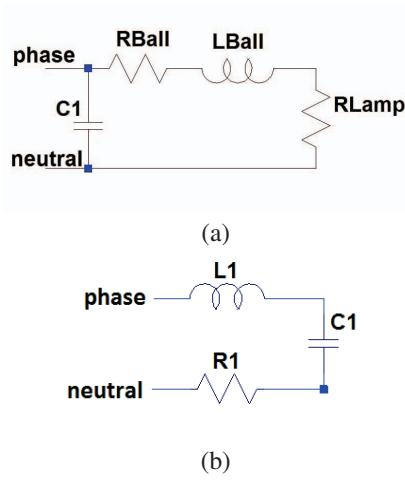 RBall LBall
phase
C1
RLamp
neutral
(a)
L1
phase
C1
R1
neutral
(b)